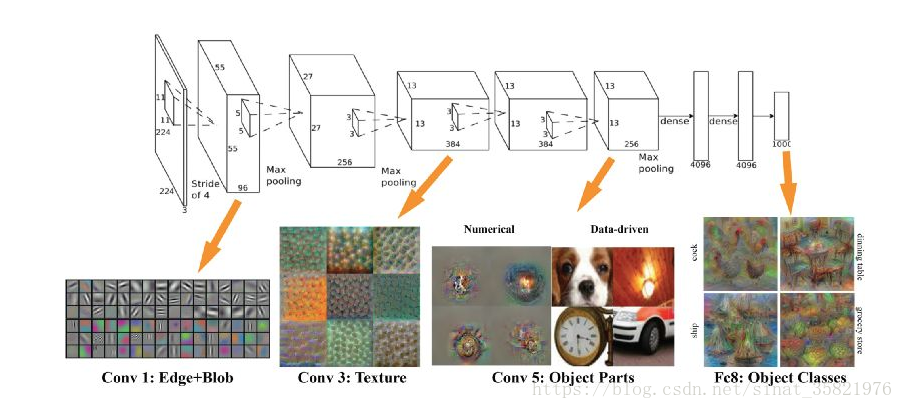 55
27
13
13
13
11
5
5
3
3
3
3
3
3
11
224
55
27
13
13
13
dense
dense
384
384
256
1000
256
Max
pooling
Max
pooling
Max
pooling
4096
4096
224
Stride
of 4
96
3
Numerical
Data-driven
cock
dinning table
ship
grocery store
Conv 1: Edge+Blob
Conv 3: Texture
Conv 5: Object Parts
Fc8: Object Classes
https://blog.csdn.net/sinat_35821976